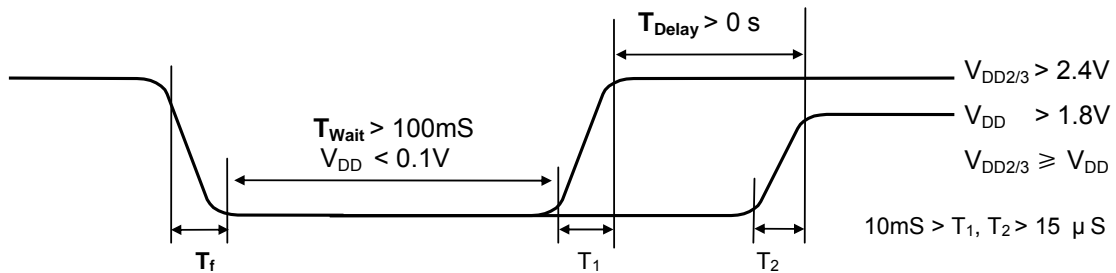 T_Delay > 0 s
V_DD2/3 > 2.4V
T_Wait > 100mS
V_DD > 1.8V
V_DD < 0.1V
V_DD2/3 ⩾ V_DD
10mS > T_1, T_2 > 15 μS
T_f
T_1
T_2